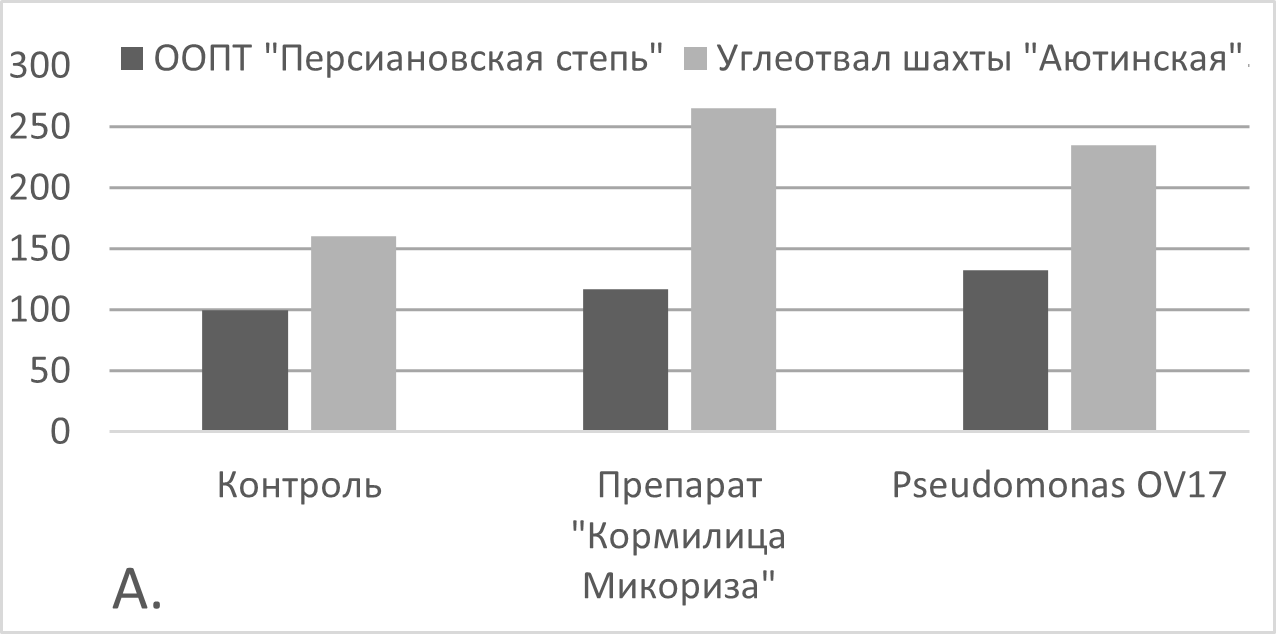 ООПТ "Персиановская степь" Углеотвал шахты "Аютинская"
300
250
200
150
100
50
0
Контроль
Препарат
"Кормилица
Микориза"
Pseudomonas OV17
А.